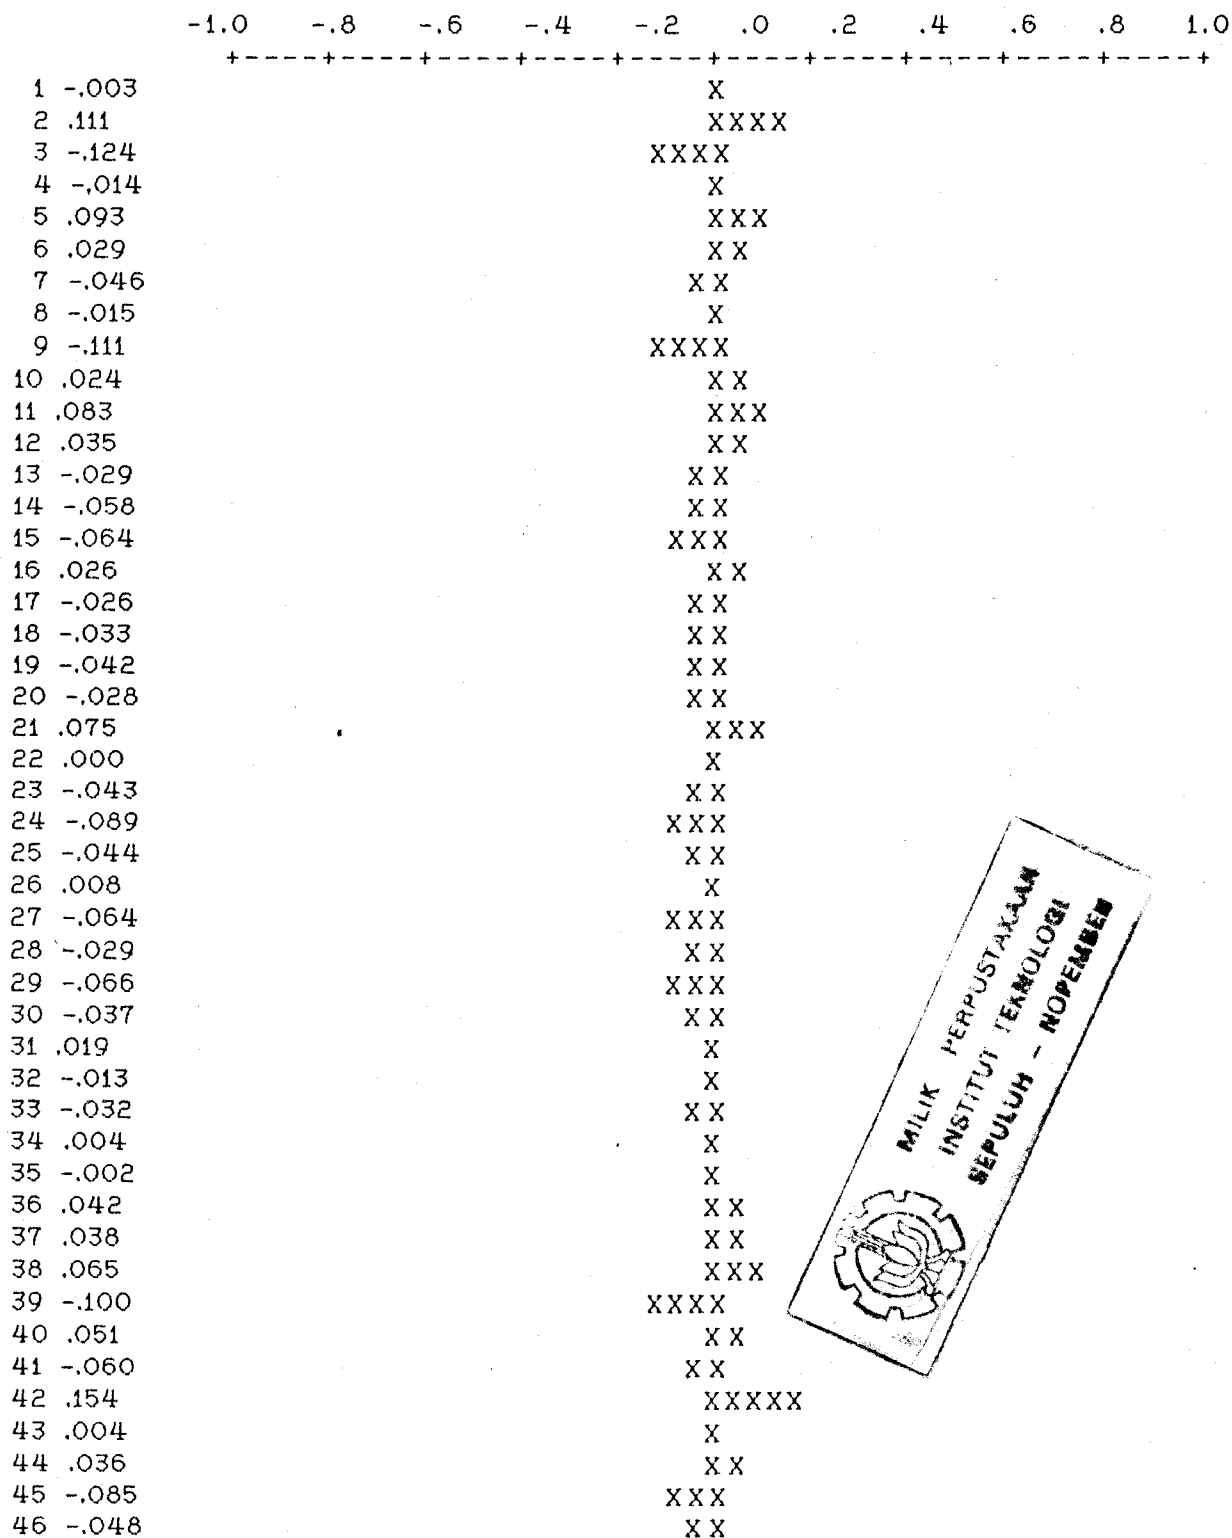 -1.0 -.8 -.6 -.4 -.2 .0 .2 .4 .6 .8 1.0
+----+----+----+----+----+----+----+----+----+----+
1 -.003 X
2 .111 XXXX
3 -.124 XXXX
4 -.014 X
5 .093 XXX
6 .029 XX
7 -.046 XX
8 -.015 X
9 -.111 XXXX
10 .024 XX
11 .083 XXX
12 .035 XX
13 -.029 XX
14 -.058 XX
15 -.064 XXX
16 .026 XX
17 -.026 XX
18 -.033 XX
19 -.042 XX
20 -.028 XX
21 .075 XXX
22 .000 X
23 -.043 XX
24 -.089 XXX
25 -.044 XX
26 .008 X
27 -.064 XXX
28 -.029 XX
29 -.066 XXX
30 -.037 XX
31 .019 X
32 -.013 X
33 -.032 XX
34 .004 X
35 -.002 X
36 .042 XX
37 .038 XX
38 .065 XXX
39 -.100 XXXX
40 .051 XX
41 -.060 XX
42 .154 XXXXX
43 .004 X
44 .036 XX
45 -.085 XXX
46 -.048 XX
MILIK PERPUSTAKAAN
INSTITUT TEKNOLOGI
SEPULUH - NOPEMBER